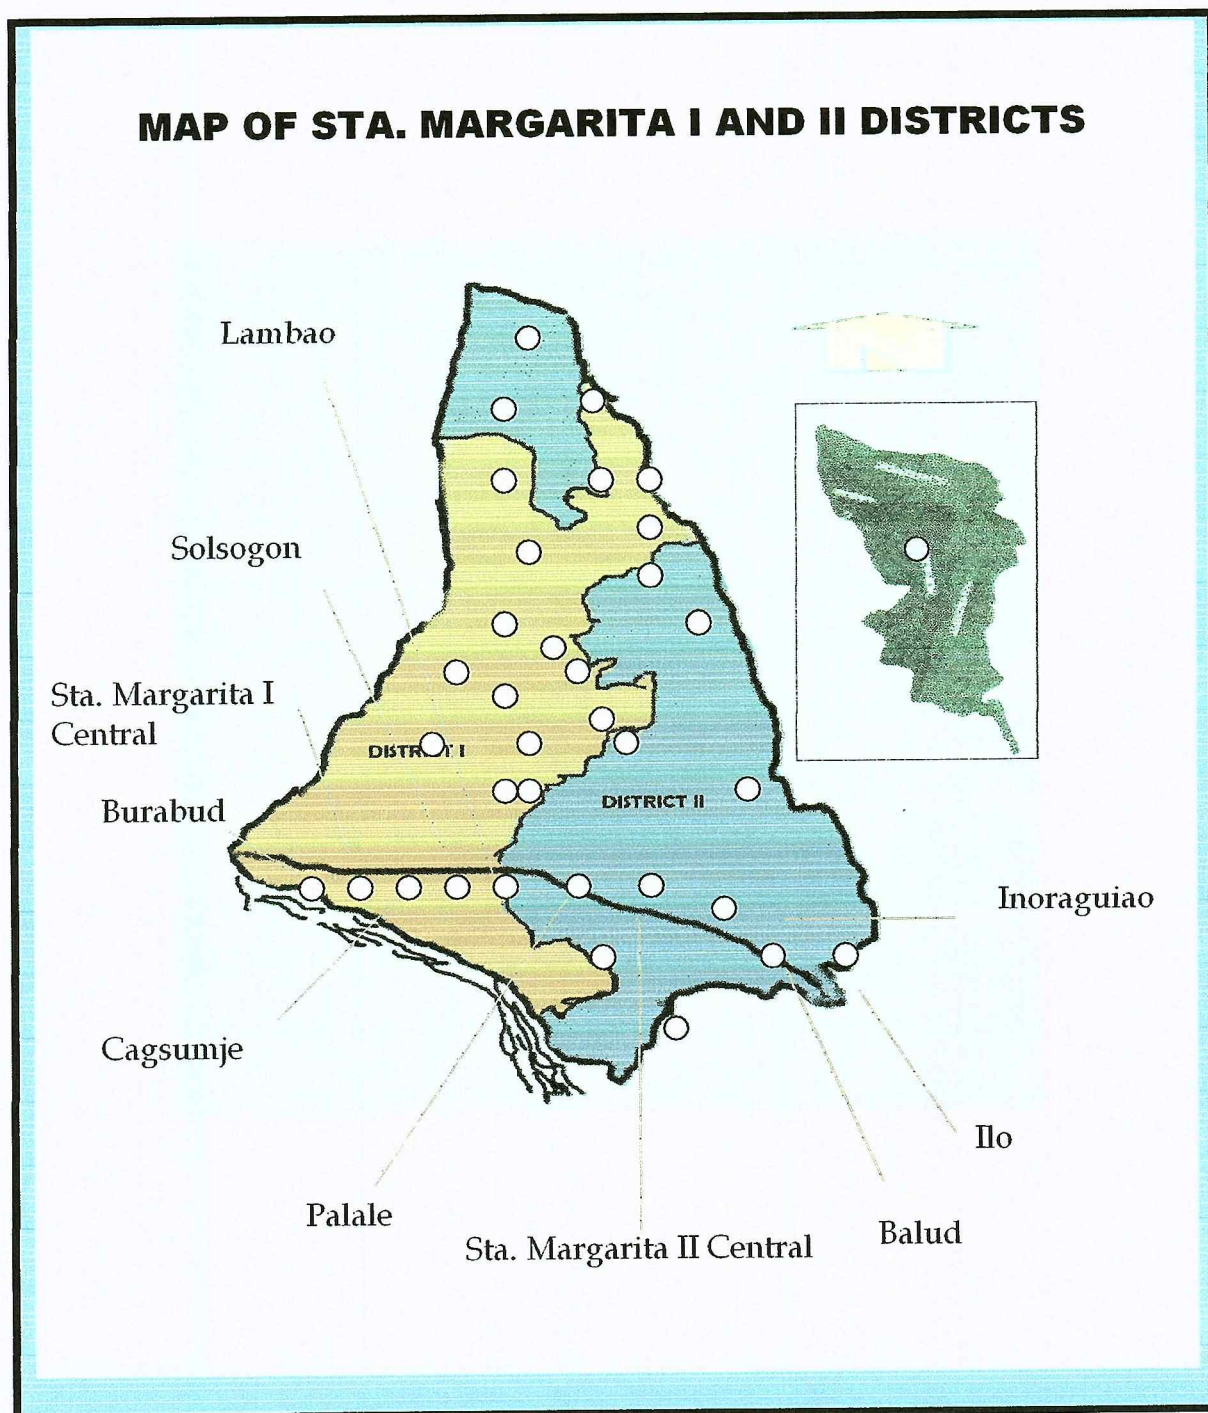 MAP OF STA. MARGARITA I AND II DISTRICTS
Lambao
Solsogon
Sta. Margarita I
Central
DISTRICT I
Burabud
DISTRICT II
Inoraguiao
Cagsumje
Ilo
Palale
Balud
Sta. Margarita II Central